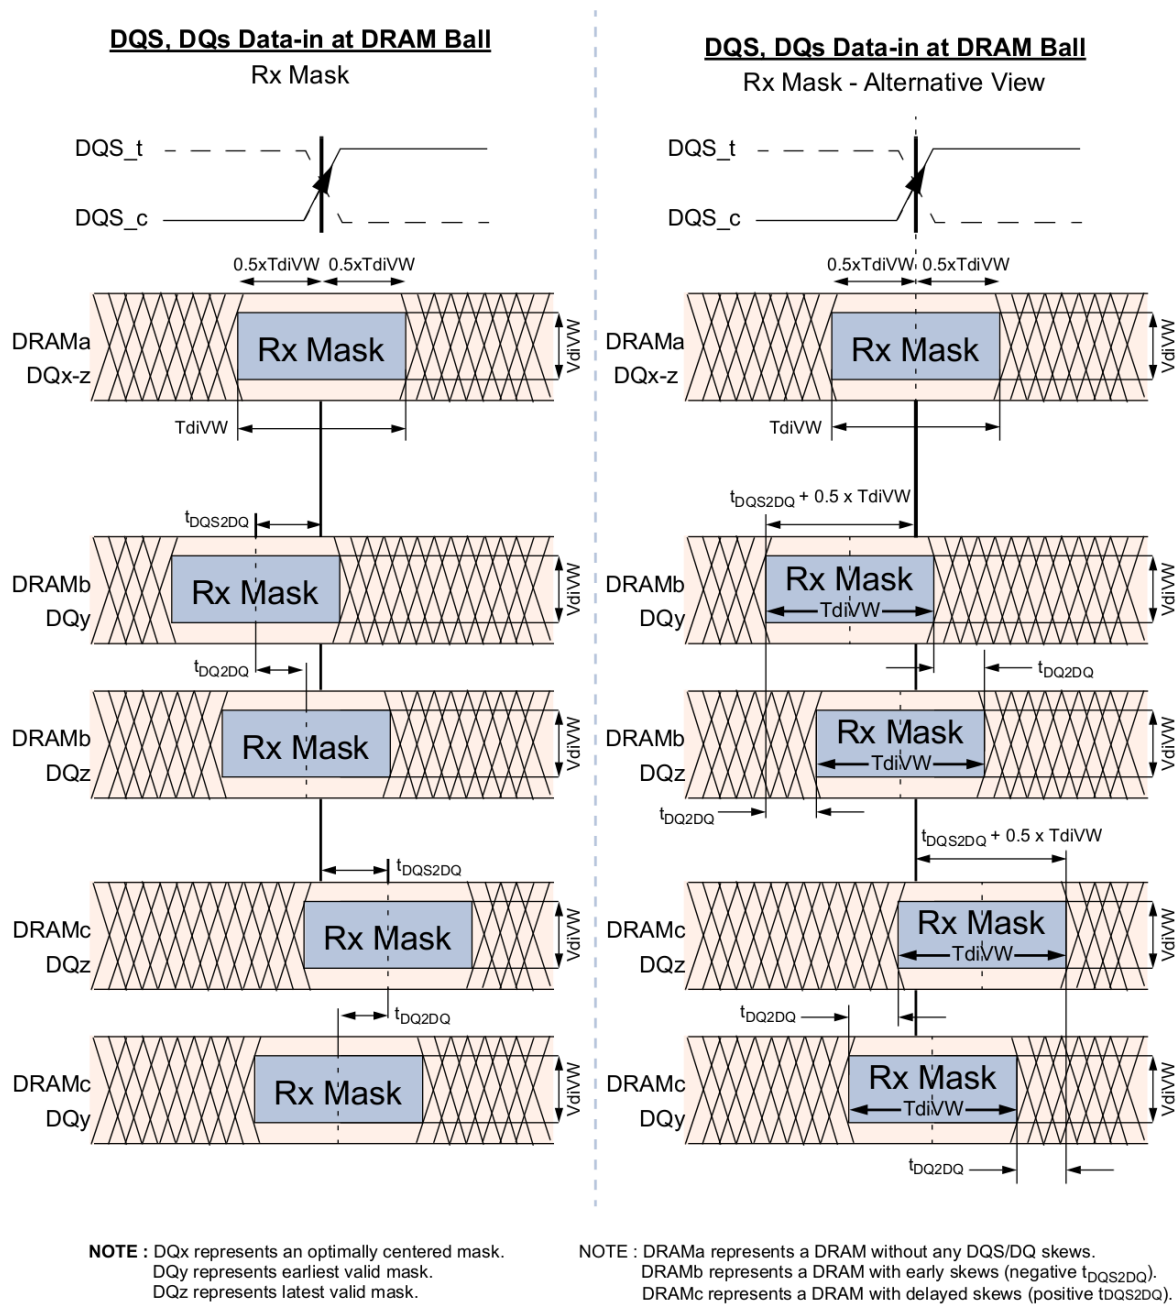 DQS, DQs Data-in at DRAM Ball
Rx Mask
DQS_t
DQS_c
0.5xTdiVW 0.5xTdiVW
DRAMa
DQx-z
Rx Mask
VdiVW
TdiVW
tDQS2DQ
DRAMb
DQy
Rx Mask
VdiVW
tDQ2DQ
DRAMb
DQz
Rx Mask
VdiVW
tDQS2DQ
DRAMc
DQz
Rx Mask
VdiVW
tDQ2DQ
DRAMc
DQy
Rx Mask
VdiVW
NOTE : DQx represents an optimally centered mask.
DQy represents earliest valid mask.
DQz represents latest valid mask.
DQS, DQs Data-in at DRAM Ball
Rx Mask - Alternative View
DQS_t
DQS_c
0.5xTdiVW 0.5xTdiVW
DRAMa
DQx-z
Rx Mask
VdiVW
TdiVW
tDQS2DQ + 0.5 x TdiVW
DRAMb
DQy
Rx Mask
TdiVW
VdiVW
tDQ2DQ
DRAMb
DQz
Rx Mask
TdiVW
VdiVW
tDQ2DQ
tDQS2DQ + 0.5 x TdiVW
DRAMc
DQz
Rx Mask
TdiVW
VdiVW
tDQ2DQ
DRAMc
DQy
Rx Mask
TdiVW
VdiVW
tDQ2DQ
NOTE : DRAMa represents a DRAM without any DQS/DQ skews.
DRAMb represents a DRAM with early skews (negative tDQS2DQ).
DRAMc represents a DRAM with delayed skews (positive tDQS2DQ).